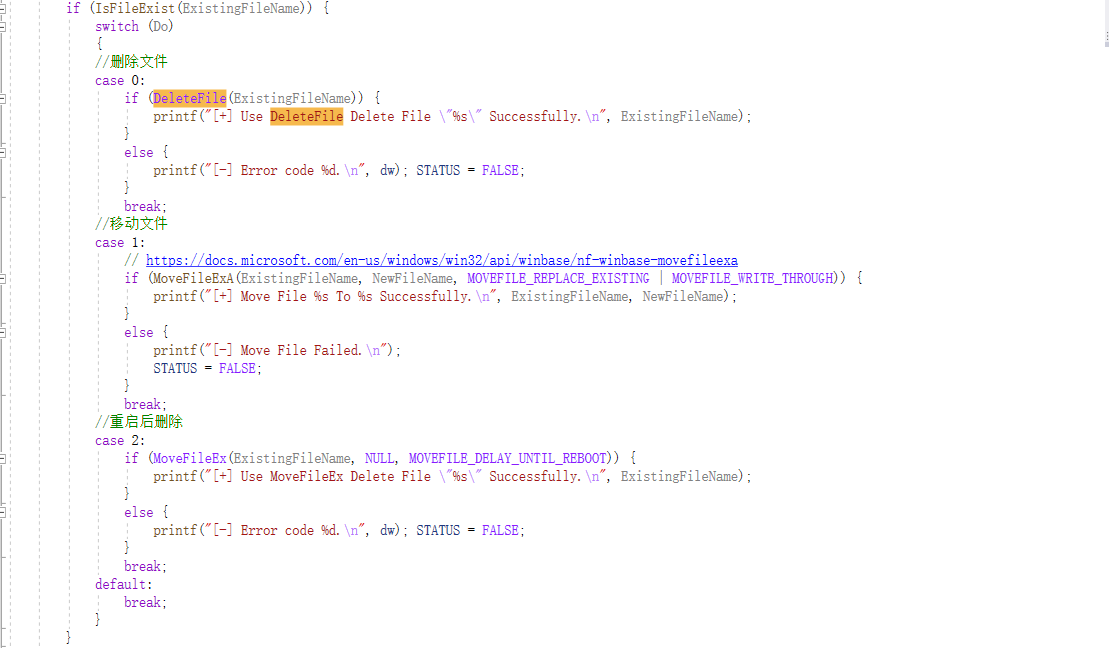 if (IsFileExist(ExistingFileName)) {
switch (Do)
{
//删除文件
case 0:
if (DeleteFile(ExistingFileName)) {
printf("[+] Use DeleteFile Delete File \"%s\" Successfully.\n", ExistingFileName);
}
else {
printf("[-] Error code %d.\n", dw); STATUS = FALSE;
}
break;
//移动文件
case 1:
// https://docs.microsoft.com/en-us/windows/win32/api/winbase/nf-winbase-movefileexa
if (MoveFileExA(ExistingFileName, NewFileName, MOVEFILE_REPLACE_EXISTING | MOVEFILE_WRITE_THROUGH)) {
printf("[+] Move File %s To %s Successfully.\n", ExistingFileName, NewFileName);
}
else {
printf("[-] Move File Failed.\n");
STATUS = FALSE;
}
break;
//重启后删除
case 2:
if (MoveFileEx(ExistingFileName, NULL, MOVEFILE_DELAY_UNTIL_REBOOT)) {
printf("[+] Use MoveFileEx Delete File \"%s\" Successfully.\n", ExistingFileName);
}
else {
printf("[-] Error code %d.\n", dw); STATUS = FALSE;
}
break;
default:
break;
}
}